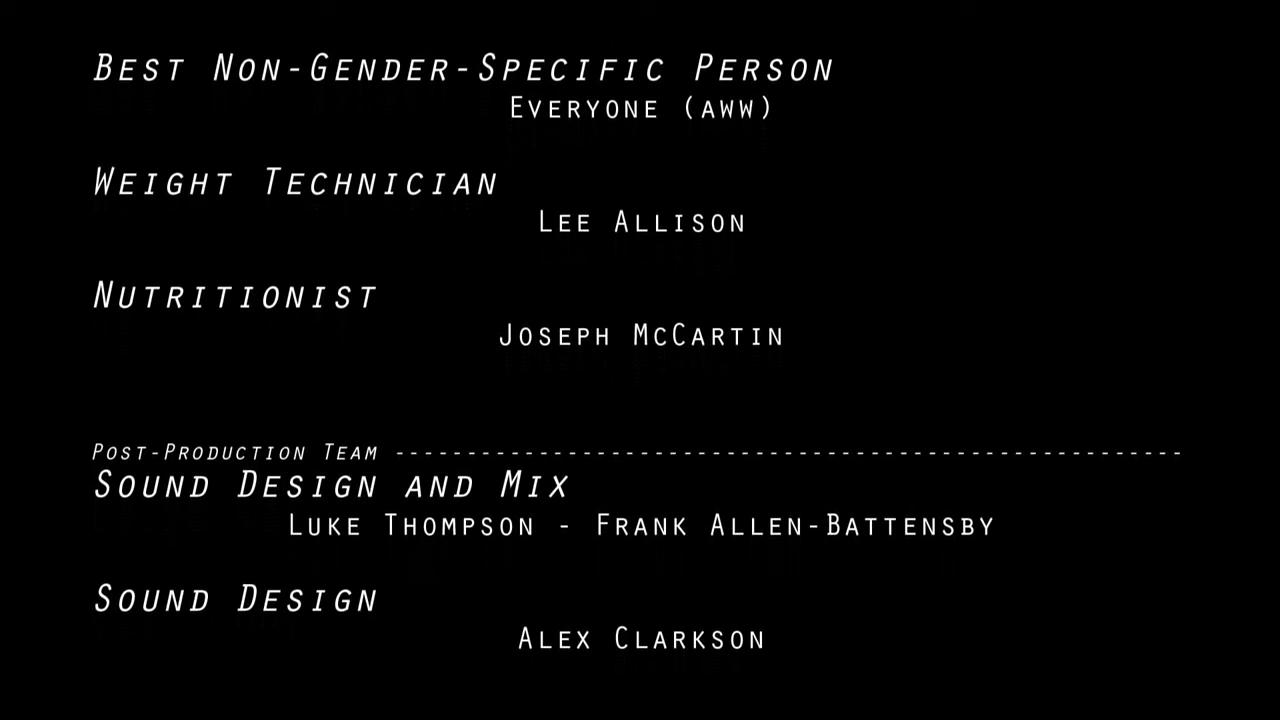 Best Non-Gender-Specific Person
Everyone (aww)
Weight Technician
Lee Allison
Nutritionist
Joseph McCartin
Post-Production Team ------------------------------------------------------------------
Sound Design and Mix
Luke Thompson - Frank Allen-Battensby
Sound Design
Alex Clarkson